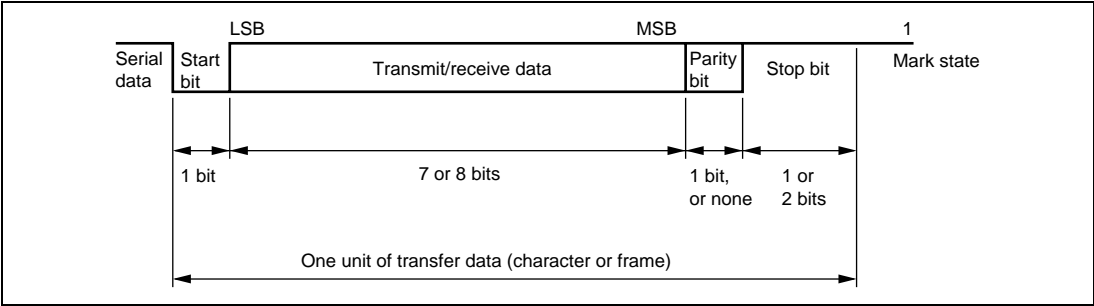 LSB
MSB
1
Serial
data
Start
bit
Transmit/receive data
Parity
bit
Stop bit
Mark state
1 bit
7 or 8 bits
1 bit,
or none
1 or
2 bits
One unit of transfer data (character or frame)